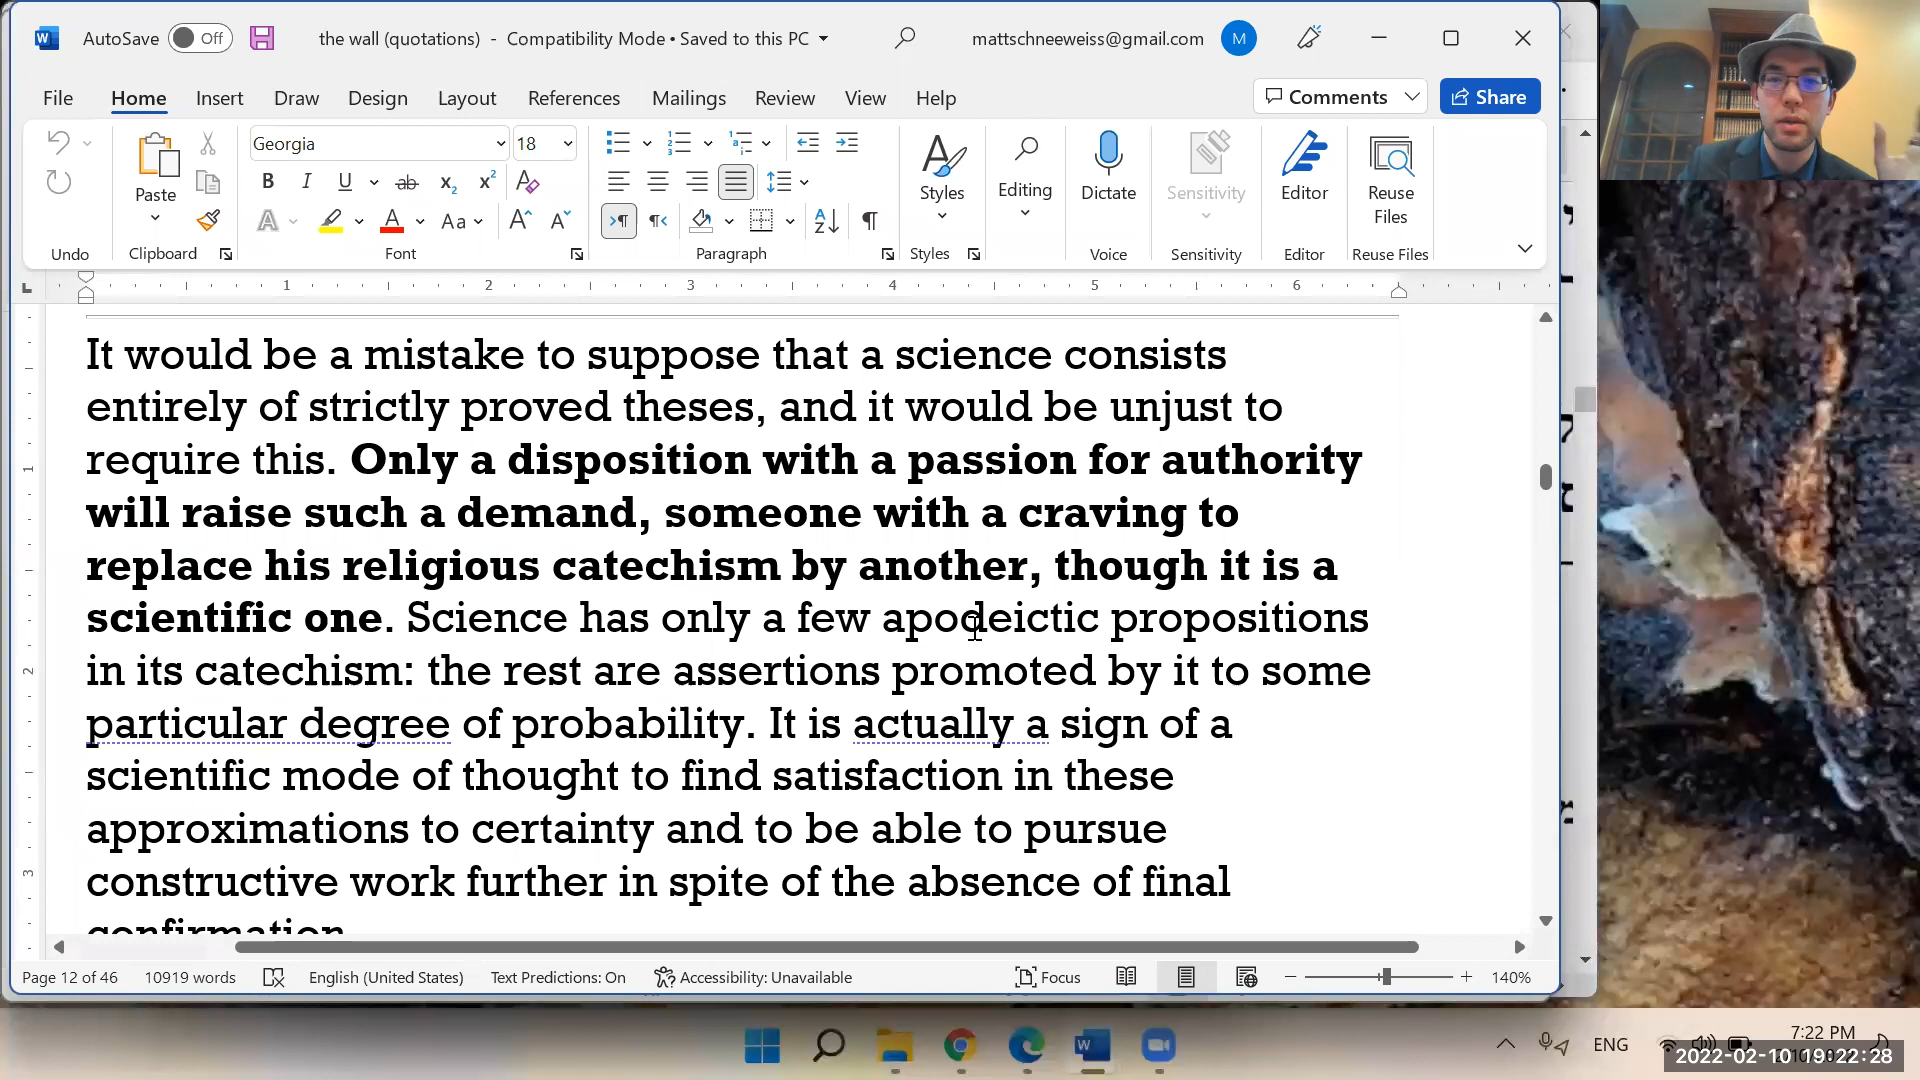 AutoSave Off the wall (quotations) - Compatibility Mode • Saved to this PC mattschneeweiss@gmail.com M
File Home Insert Draw Design Layout References Mailings Review View Help Comments Share
Georgia 18
Paste Styles Editing Dictate Sensitivity Editor Reuse Files
Undo Clipboard Font Paragraph Styles Voice Sensitivity Editor Reuse Files
1 2 3 4 5 6
It would be a mistake to suppose that a science consists
entirely of strictly proved theses, and it would be unjust to
require this. Only a disposition with a passion for authority
will raise such a demand, someone with a craving to
replace his religious catechism by another, though it is a
scientific one. Science has only a few apodeictic propositions
in its catechism: the rest are assertions promoted by it to some
particular degree of probability. It is actually a sign of a
scientific mode of thought to find satisfaction in these
approximations to certainty and to be able to pursue
constructive work further in spite of the absence of final
confirmation
Page 12 of 46 10919 words English (United States) Text Predictions: On Accessibility: Unavailable Focus 140%
ENG 7:22 PM
2022-02-10 19:22:28